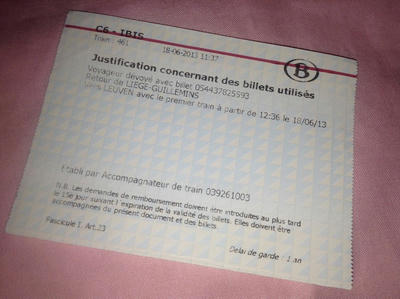 C6 - IBIS
Train : 461 18-06-2013 11:37
B
Justification concernant des billets utilisés
Voyageur dévoyé avec billet 054437825593
Retour de LIEGE-GUILLEMINS
Vers LEUVEN avec le premier train à partir de 12:36 le 18/06/13
Etabli par Accompagnateur de train 039261003
N.B. Les demandes de remboursement doivent être introduites au plus tard
le 15e jour suivant l'expiration de la validité des billets. Elles doivent être
accompagnées du présent document et des billets.
Fascicule I. Art.23 Delai de garde : 1 an